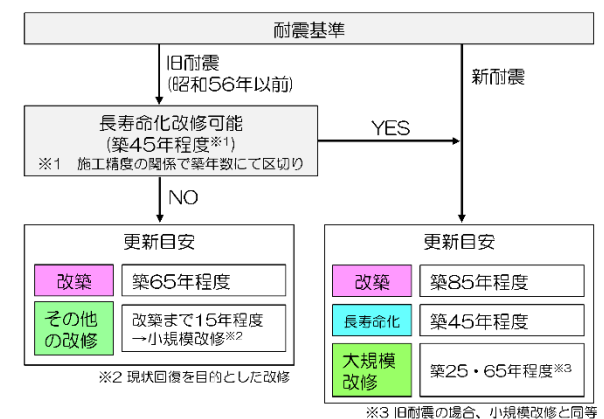 耐震基準
旧耐震
(昭和56年以前)
新耐震
長寿命化改修可能
(築45年程度※1)
※1 施工精度の関係で築年数にて区切り
YES
NO
更新目安
改築
築65年程度
その他
の改修
改築まで15年程度
→小規模改修※2
※2 現状回復を目的とした改修
更新目安
改築
築85年程度
長寿命化
築45年程度
大規模
改修
築25・65年程度※3
※3 旧耐震の場合、小規模改修と同等